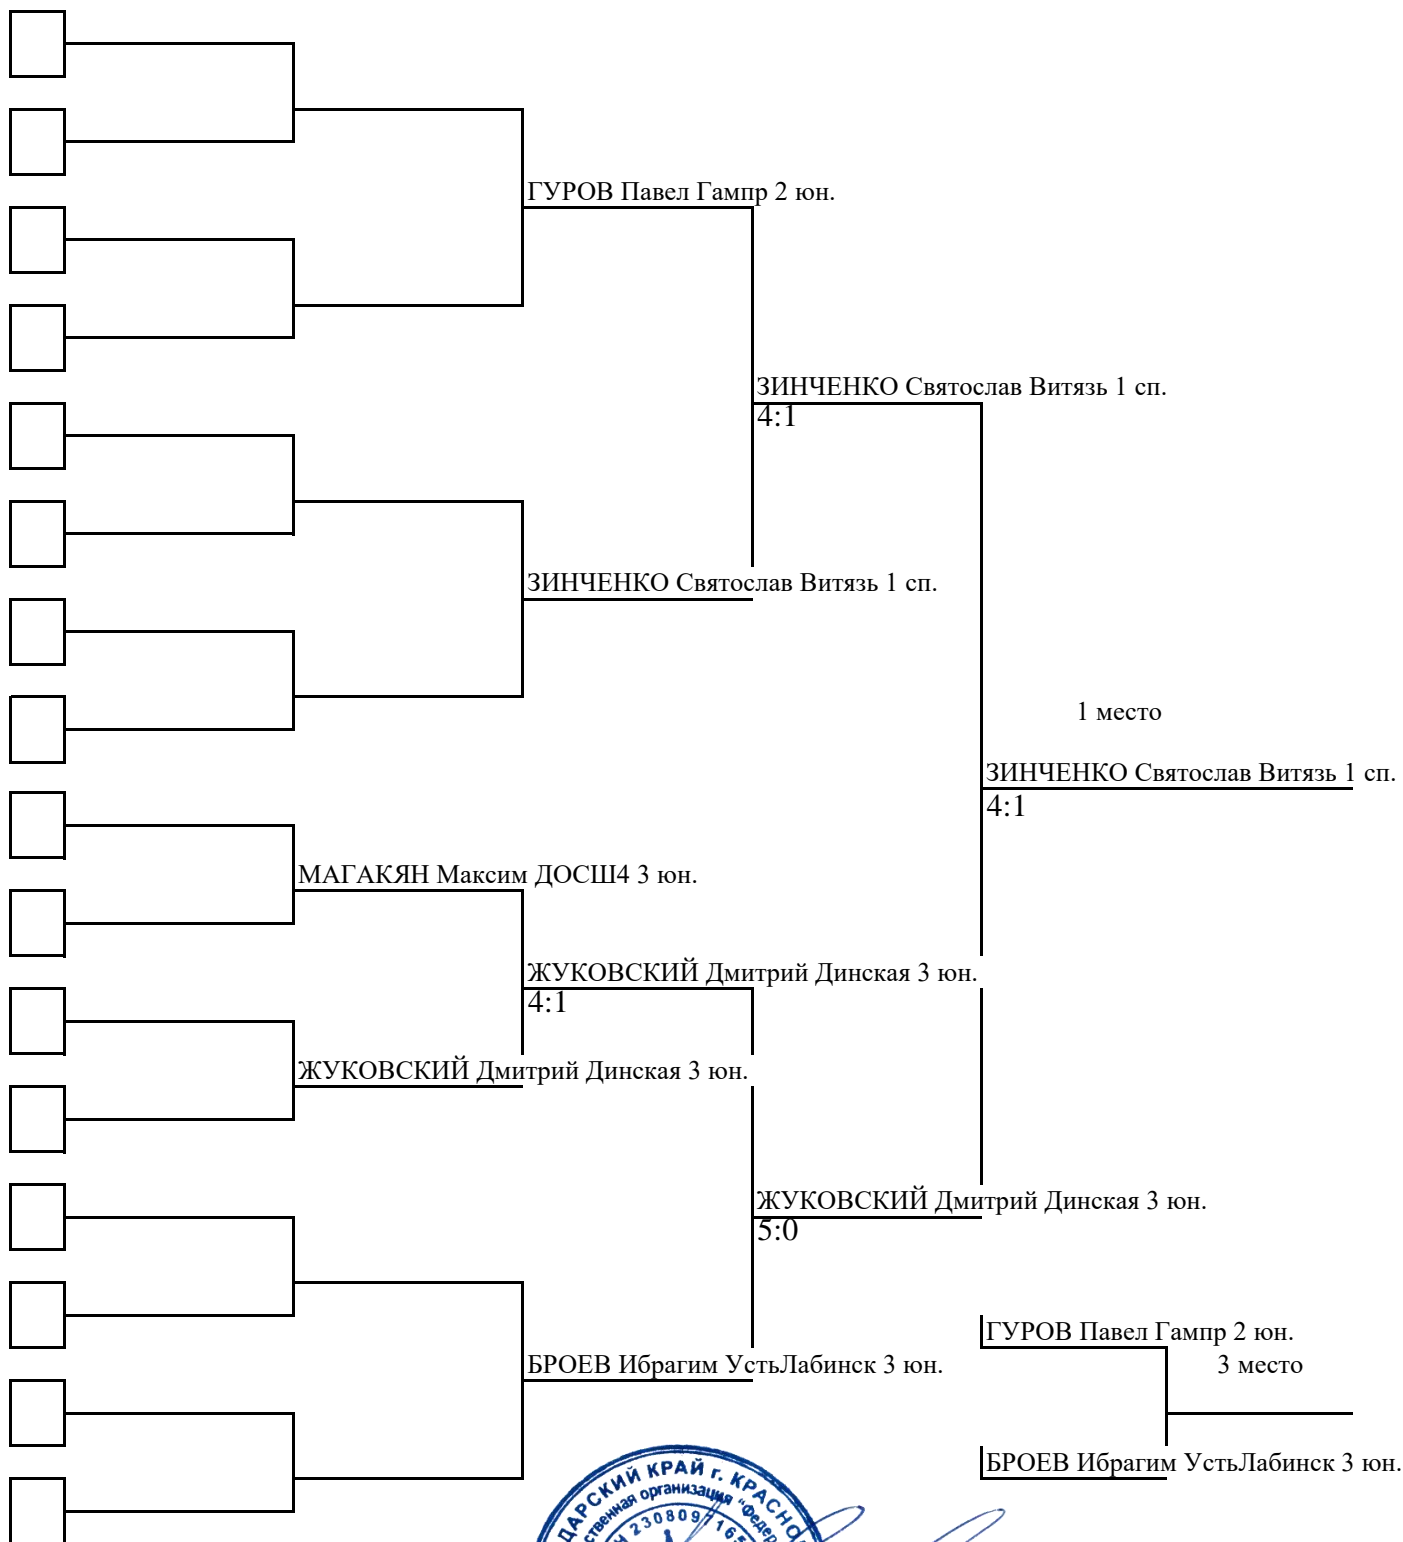 ГУРОВ Павел Гампр 2 юн.
ЗИНЧЕНКО Святослав Витязь 1 сп.
4:1
ЗИНЧЕНКО Святослав Витязь 1 сп.
1 место
ЗИНЧЕНКО Святослав Витязь 1 сп.
4:1
МАГАКЯН Максим ДОСШ4 3 юн.
ЖУКОВСКИЙ Дмитрий Динская 3 юн.
4:1
ЖУКОВСКИЙ Дмитрий Динская 3 юн.
ЖУКОВСКИЙ Дмитрий Динская 3 юн.
5:0
ГУРОВ Павел Гампр 2 юн.
3 место
БРОЕВ Ибрагим УстьЛабинск 3 юн.
БРОЕВ Ибрагим УстьЛабинск 3 юн.
ДАРСКИЙ КРАЙ г. КРАСНО
ственная организация "Федер